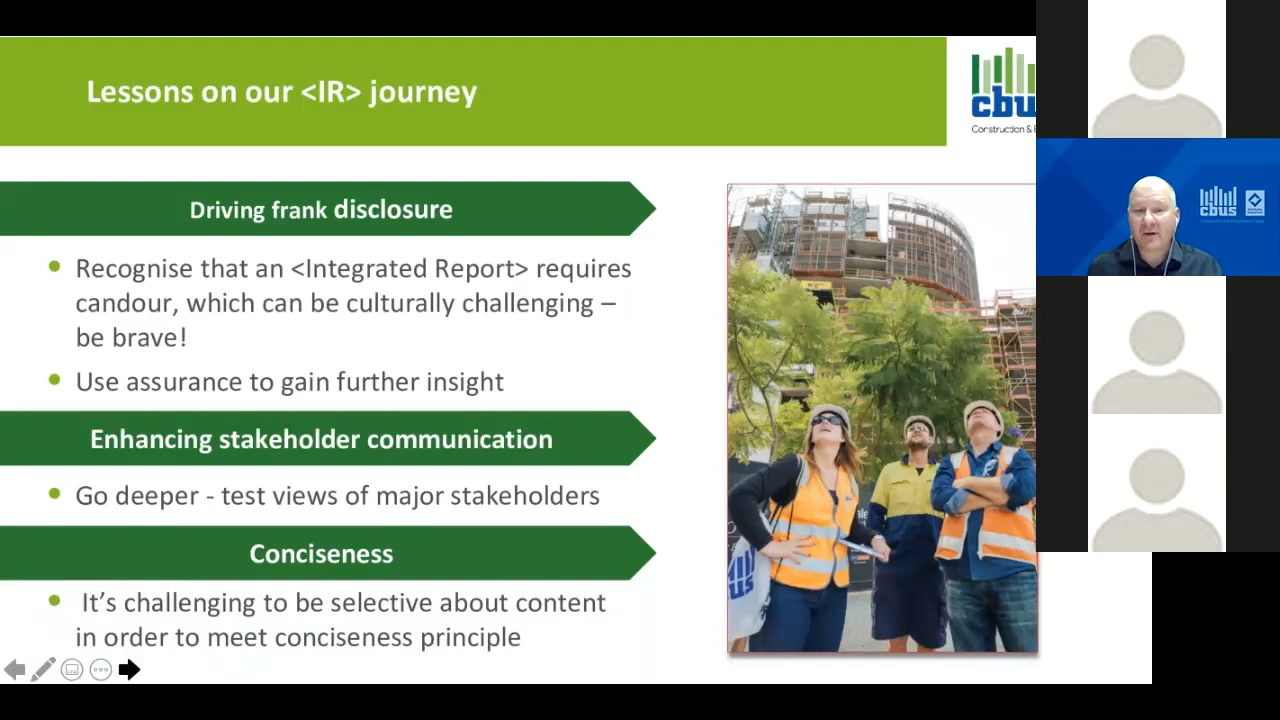 Lessons on our <IR> journey
cbu
Construction & B
Driving frank disclosure
Recognise that an <Integrated Report> requires
candour, which can be culturally challenging –
be brave!
Use assurance to gain further insight
Enhancing stakeholder communication
Go deeper - test views of major stakeholders
Conciseness
It’s challenging to be selective about content
in order to meet conciseness principle
cbus